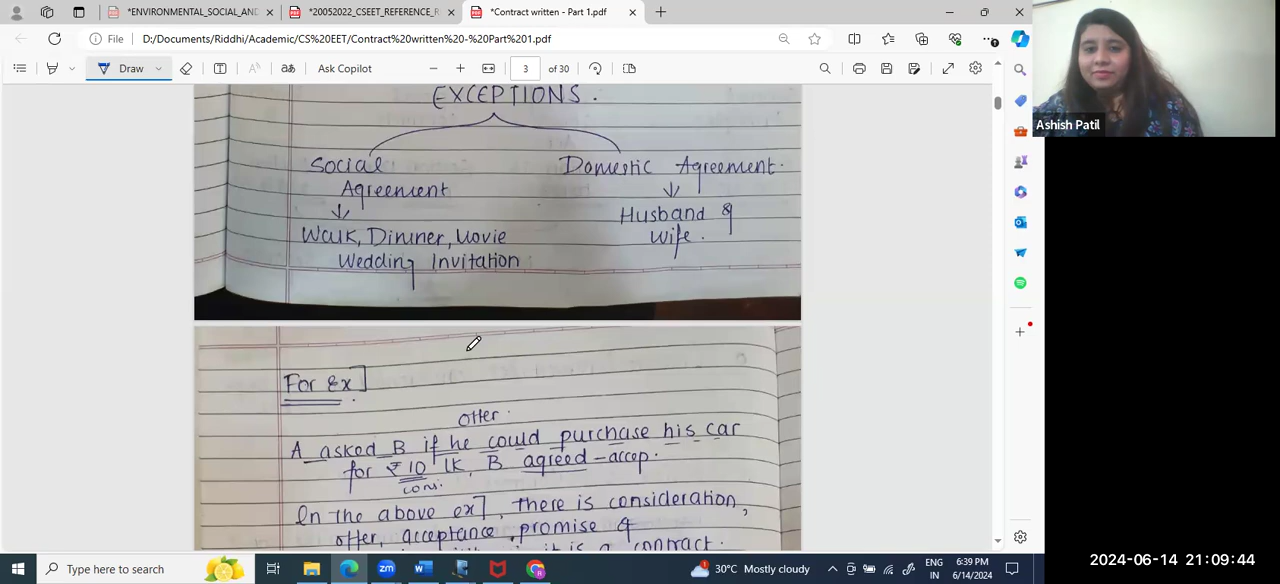 *ENVIRONMENTAL_SOCIAL_AND_
*20052022_CSEET_REFERENCE_R
*Contract written - Part 1.pdf
File
D:/Documents/Riddhi/Academic/CS%20EET/Contract%20written%20-%20Part%201.pdf
Draw
Ask Copilot
3 of 30
EXCEPTIONS.
Social Agreement
Domestic Agreement.
Walk, Dinner, Movie
Wedding Invitation
Husband &
Wife.
For Ex]
offer.
A asked B if he could purchase his car
for ₹ 10 lk, B agreed - accep.
cons.
In the above ex], There is consideration,
offer, acceptance, promise &
it is a contract.
Ashish Patil
Type here to search
30°C Mostly cloudy
ENG
IN
6:39 PM
6/14/2024
2024-06-14 21:09:44